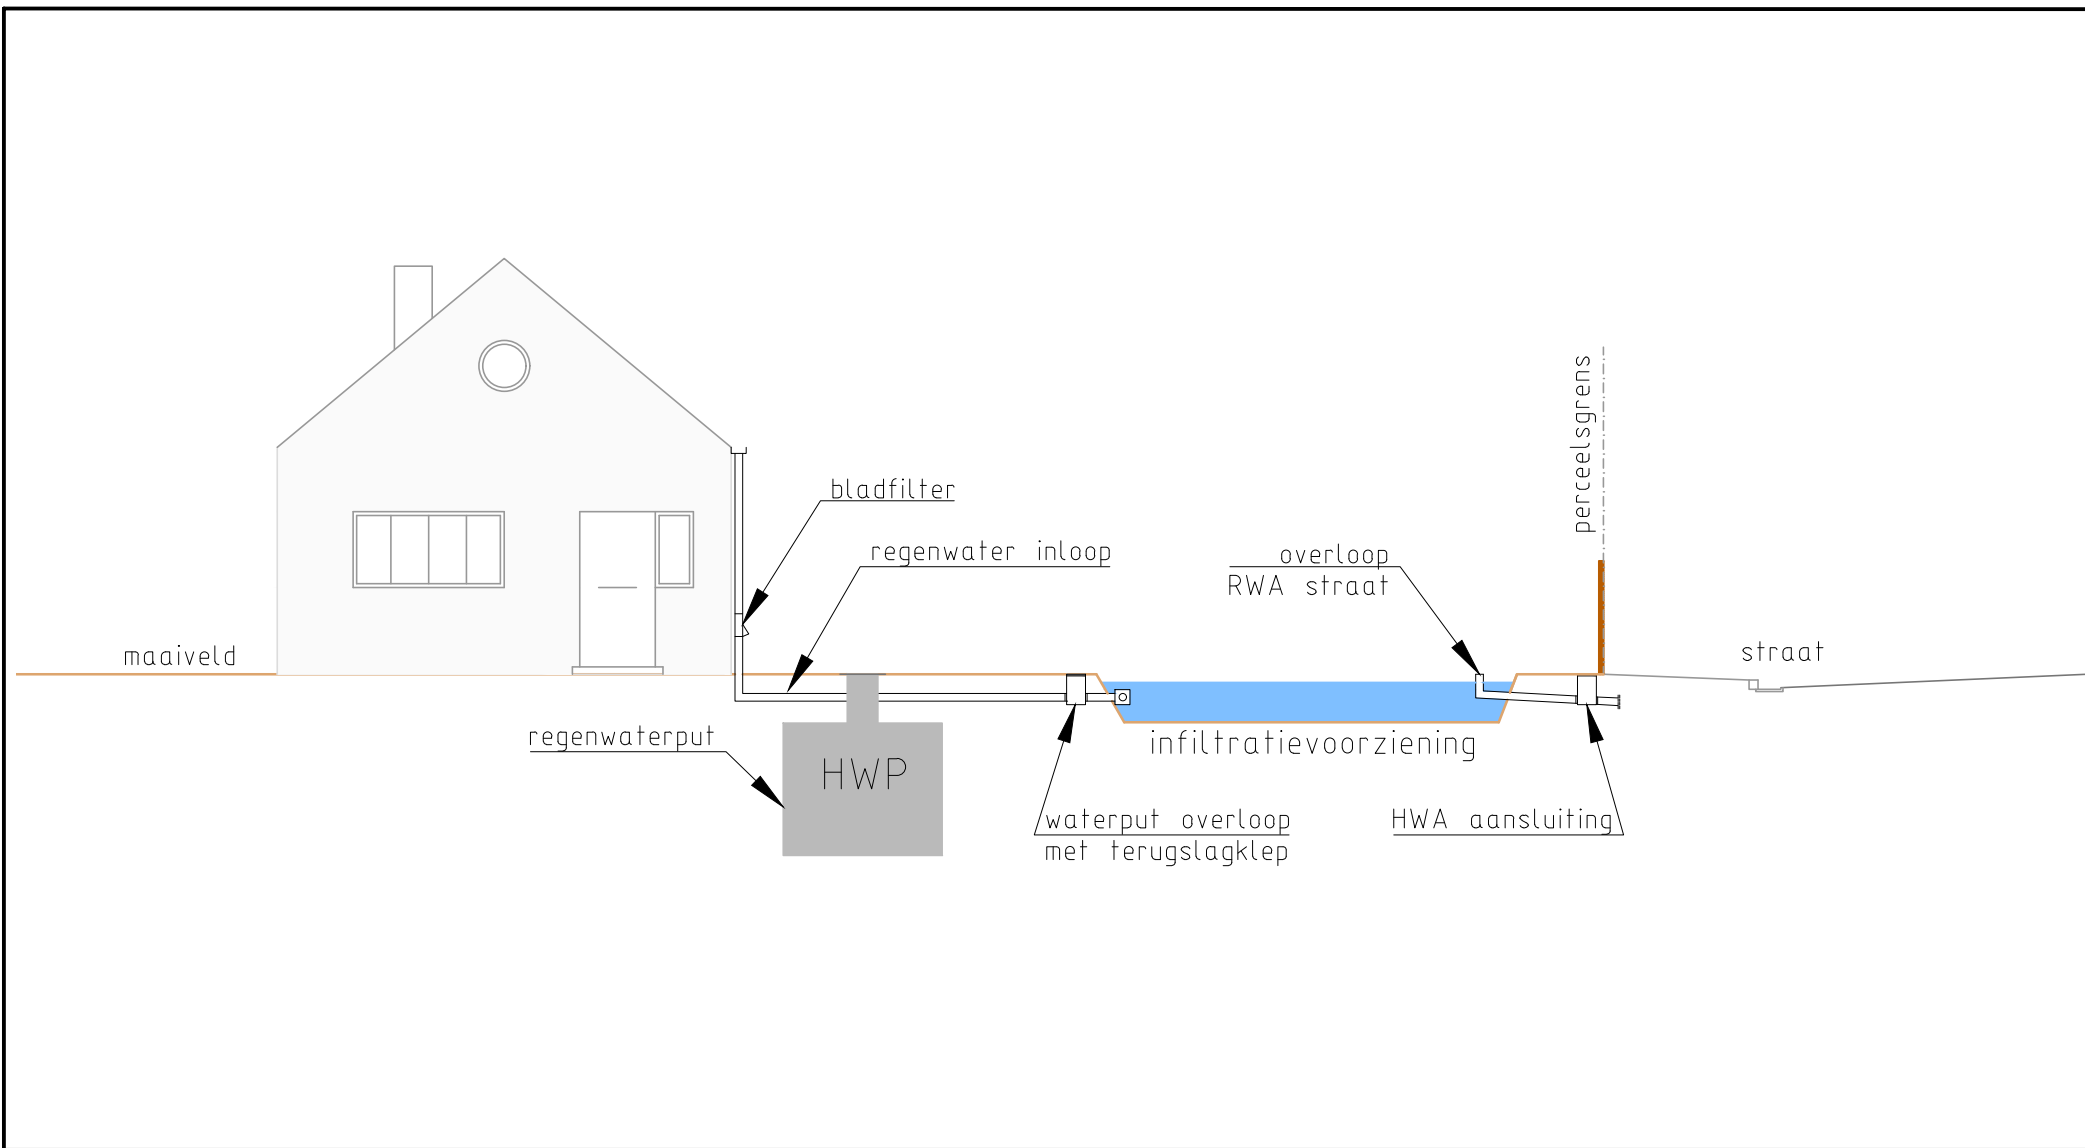 perceelsgrens
bladfilter
regenwater inloop
overloop
RWA straat
maaiveld
straat
regenwaterput
HWP
infiltratievoorziening
waterput overloop
met terugslagklep
HWA aansluiting